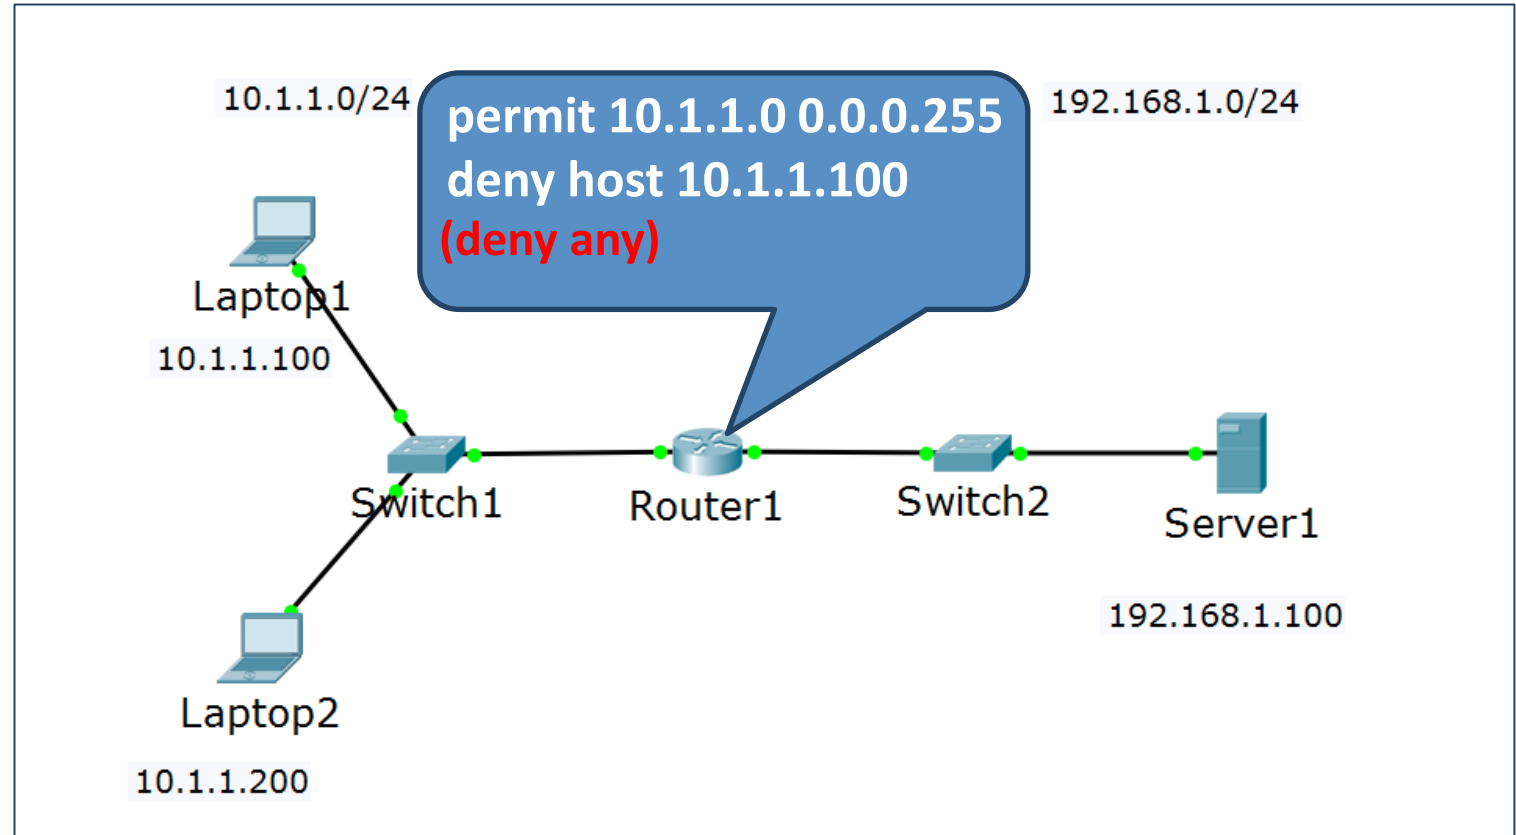 10.1.1.0/24
permit 10.1.1.0 0.0.0.255
deny host 10.1.1.100
(deny any)
192.168.1.0/24
Laptop1
10.1.1.100
Switch1
Router1
Switch2
Server1
192.168.1.100
Laptop2
10.1.1.200